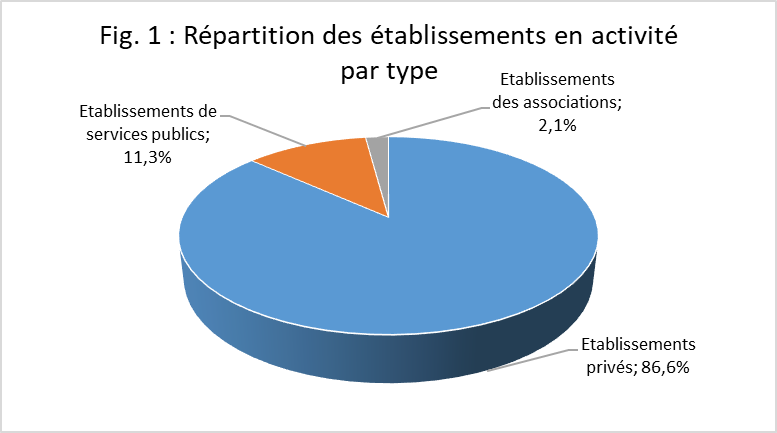 Fig. 1 : Répartition des établissements en activité
par type
Etablissements
des associations;
2,1%
Etablissements de
services publics;
11,3%
Etablissements
privés; 86,6%